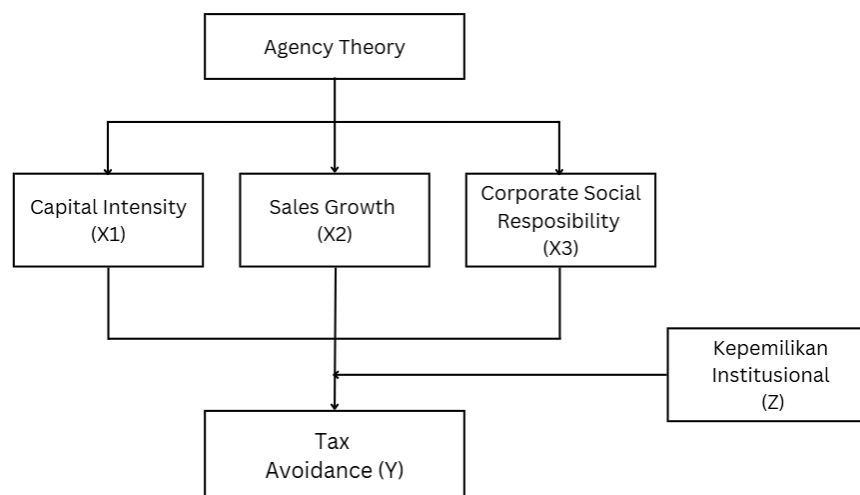 Agency Theory
Capital Intensity
(X1)
Sales Growth
(X2)
Corporate Social
Resposibility
(X3)
Kepemilikan
Institusional
(Z)
Tax
Avoidance (Y)